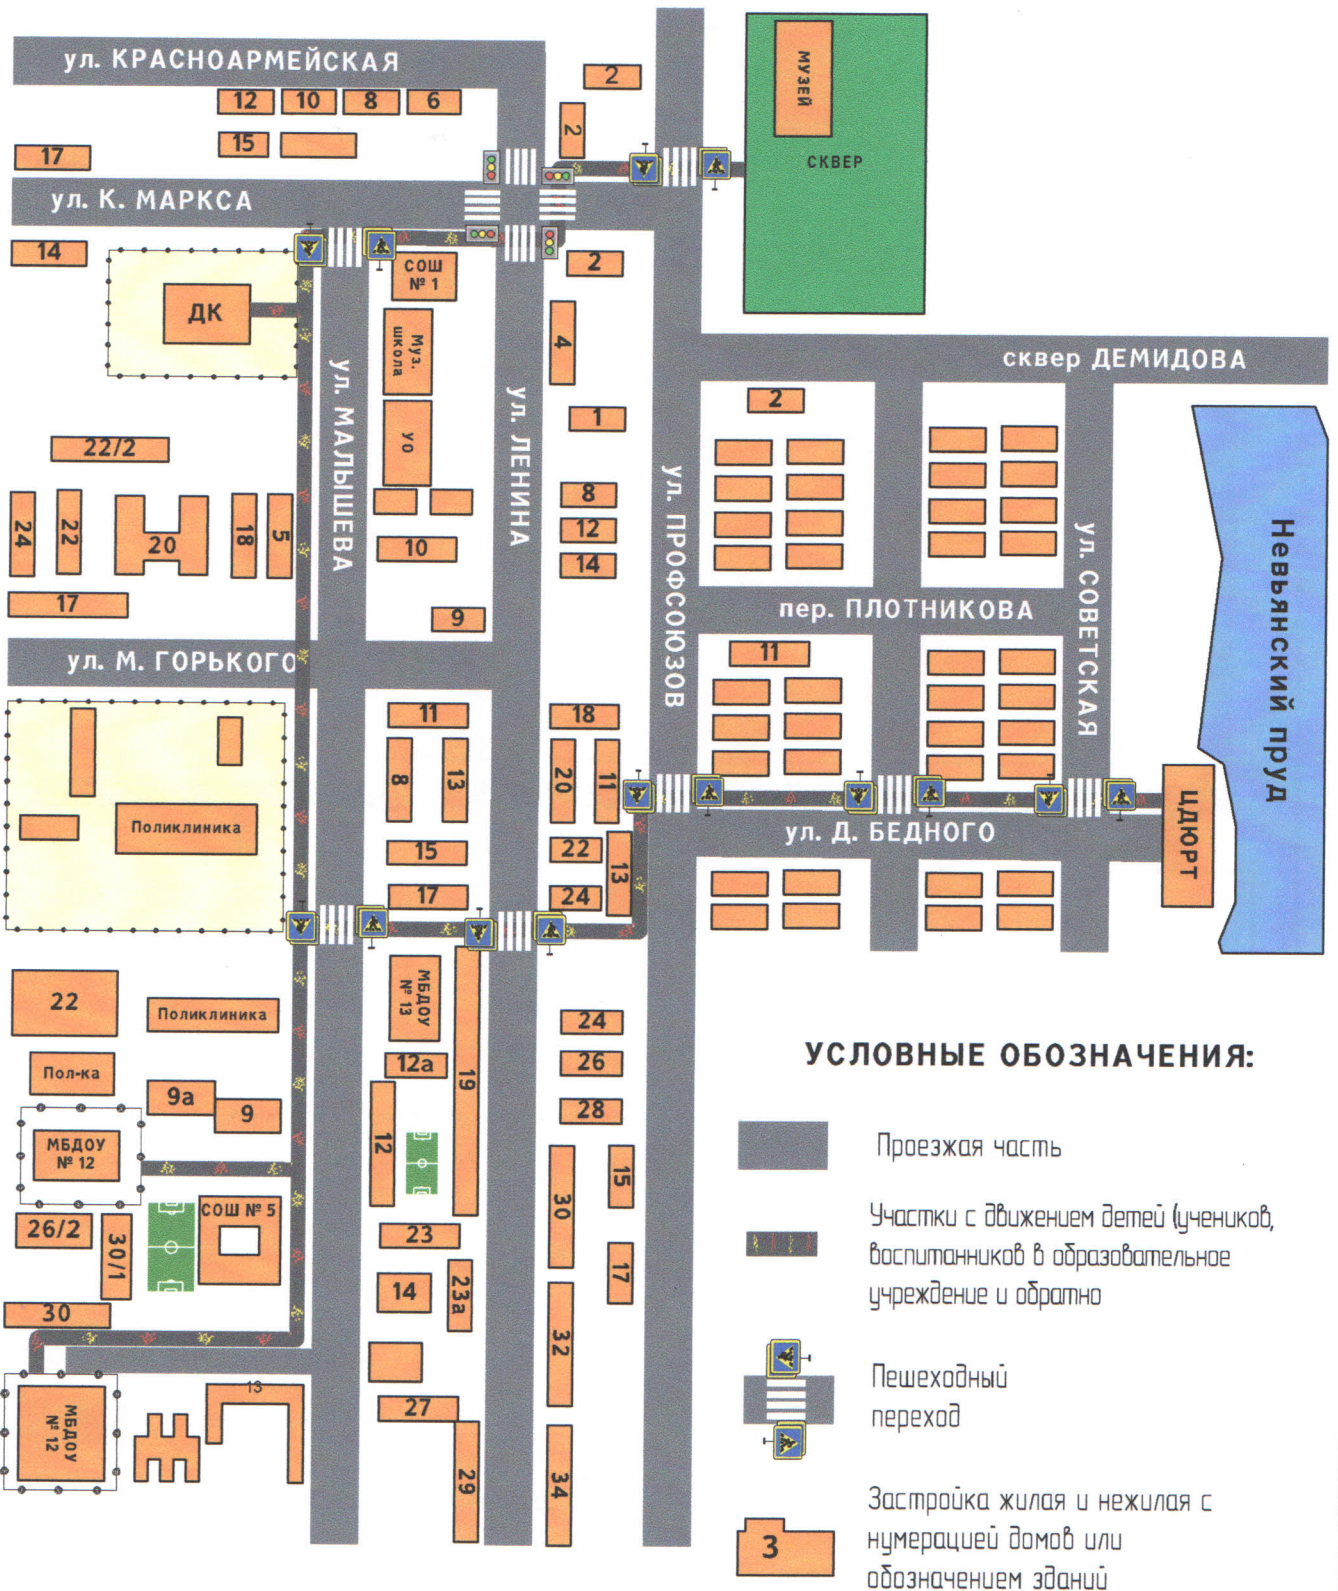 ул. КРАСНОАРМЕЙСКАЯ
2
12
10
8
6
2
15
17
МУЗЕЙ
СКВЕР
ул. К. МАРКСА
14
СОШ
№ 1
2
ДК
Муз.
школа
4
сквер ДЕМИДОВА
ул. МАЛЫШЕВА
ул. ЛЕНИНА
2
1
УО
22/2
ул. ПРОФСОЮЗОВ
8
24
22
20
18
5
12
10
14
ул. СОВЕТСКАЯ
Невьянский пруд
17
9
пер. ПЛОТНИКОВА
ул. М. ГОРЬКОГО
11
11
18
8
13
20
11
Поликлиника
ул. Д. БЕДНОГО
ЦДЮРТ
15
22
13
17
24
22
Поликлиника
МБДОУ
№ 13
24
Пол-ка
12а
26
9а
9
19
28
МБДОУ
№ 12
12
15
26/2
30/1
СОШ № 5
30
23
14
23а
17
30
32
13
МБДОУ
№ 12
27
29
34
УСЛОВНЫЕ ОБОЗНАЧЕНИЯ:
Проезжая часть
Участки с движением детей (учеников,
воспитанников в образовательное
учреждение и обратно
Пешеходный
переход
3
Застройка жилая и нежилая с
нумерацией домов или
обозначением зданий